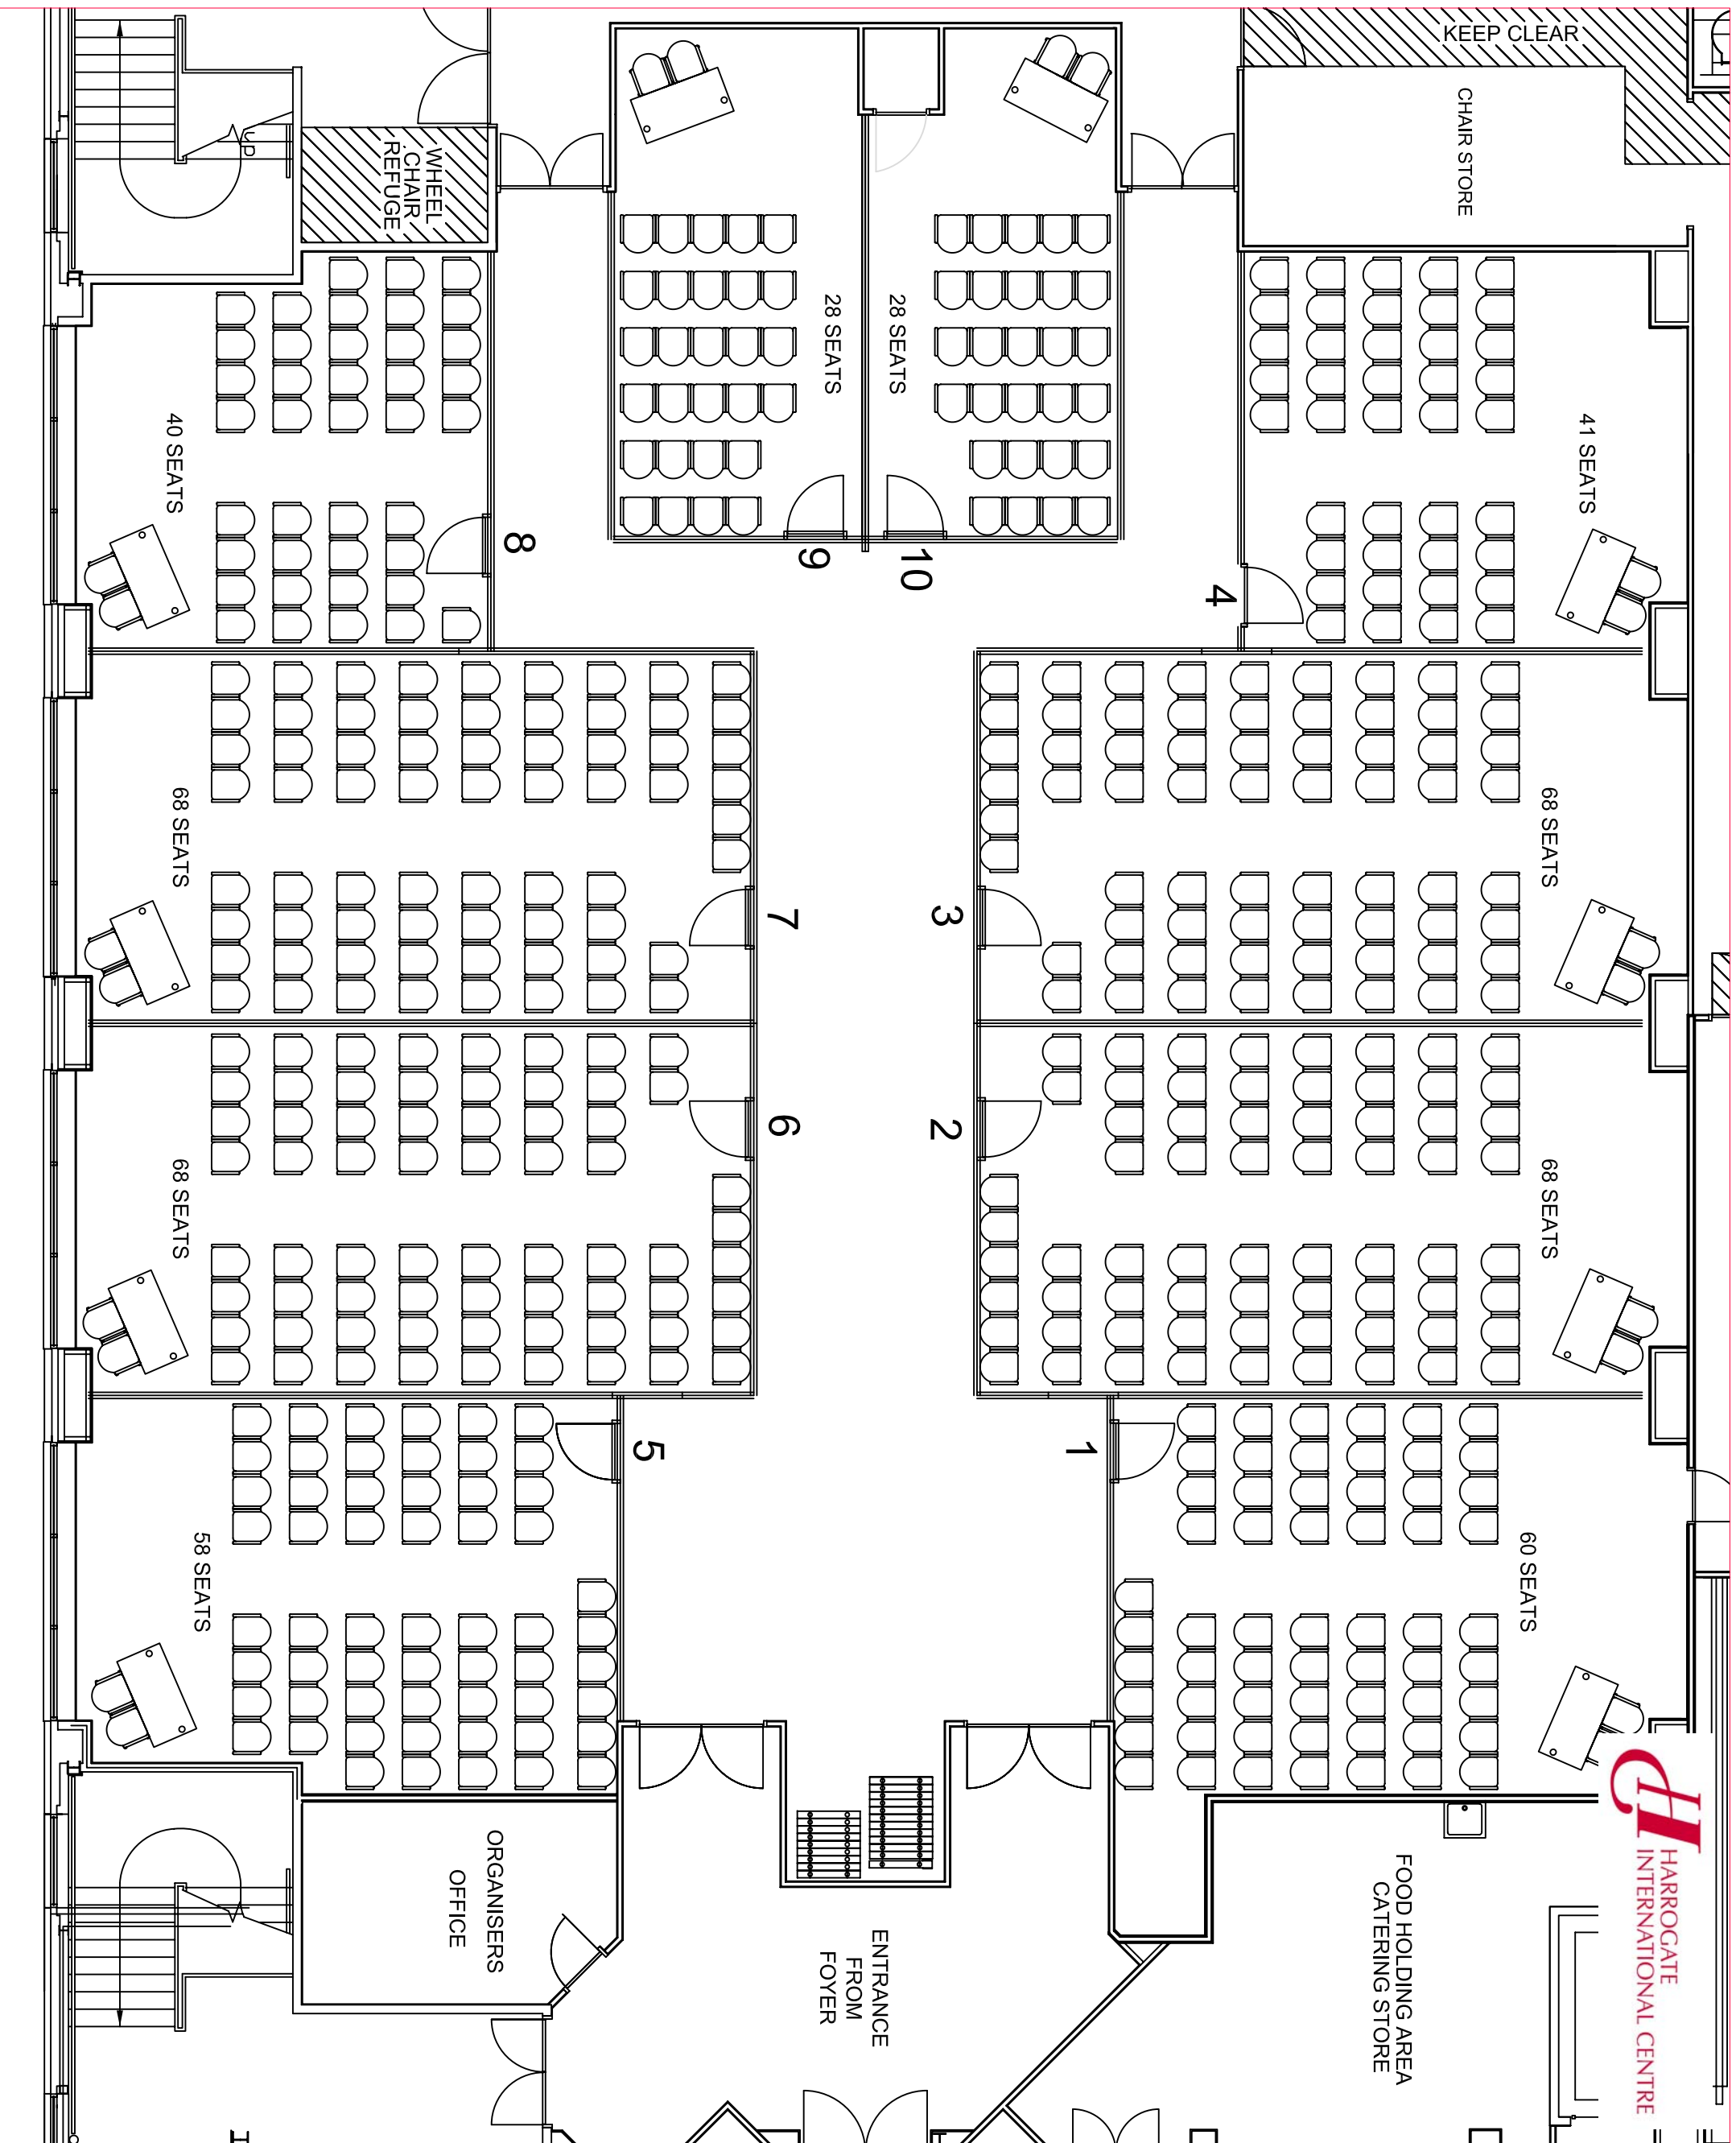 KEEP CLEAR
CHAIR STORE
WHEEL
CHAIR
REFUGE
up
28 SEATS
28 SEATS
40 SEATS
41 SEATS
8
9
10
4
68 SEATS
68 SEATS
7
3
6
2
68 SEATS
68 SEATS
5
1
58 SEATS
60 SEATS
ORGANISERS
OFFICE
ENTRANCE
FROM
FOYER
FOOD HOLDING AREA
CATERING STORE
H
HARROGATE
INTERNATIONAL CENTRE